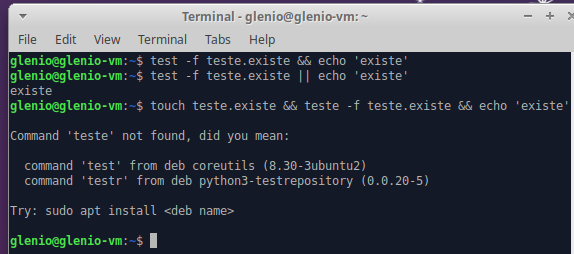 Terminal - glenio@glenio-vm: ~
File Edit View Terminal Tabs Help
glenio@glenio-vm:~$ test -f teste.existe && echo 'existe'
glenio@glenio-vm:~$ test -f teste.existe || echo 'existe'
existe
glenio@glenio-vm:~$ touch teste.existe && teste -f teste.existe && echo 'existe'
Command 'teste' not found, did you mean:
command 'test' from deb coreutils (8.30-3ubuntu2)
command 'testr' from deb python3-testrepository (0.0.20-5)
Try: sudo apt install <deb name>
glenio@glenio-vm:~$